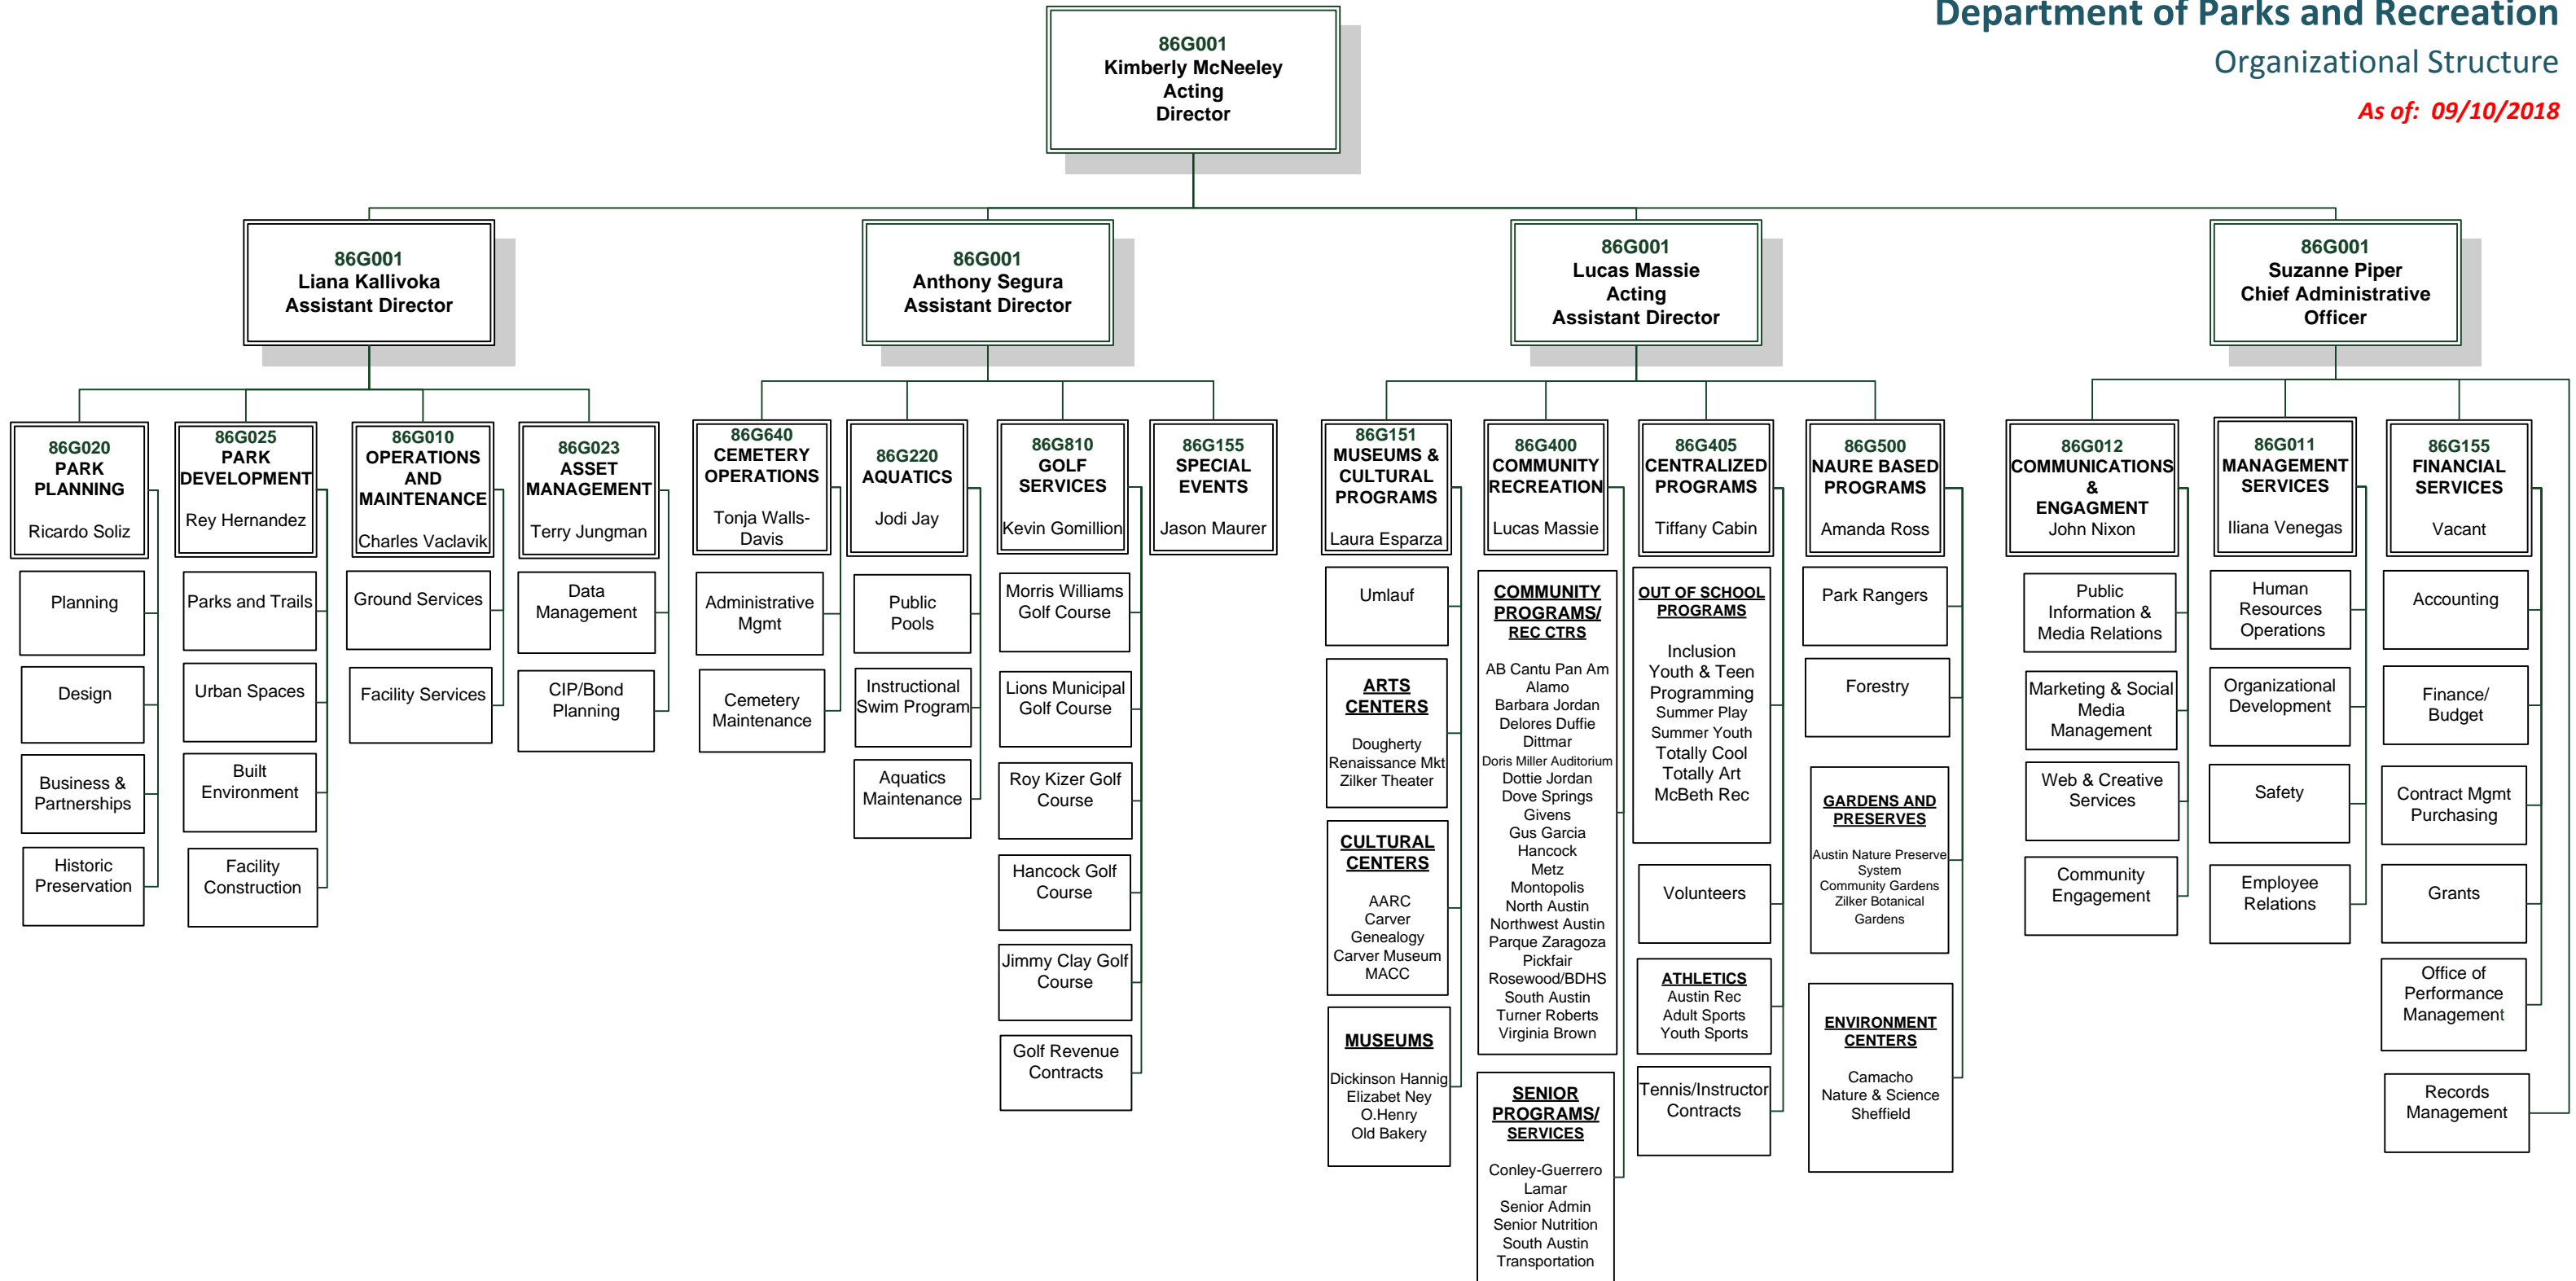 Department of Parks and Recreation
Organizational Structure
As of: 09/10/2018
86G001
Kimberly McNeeley
Acting
Director
86G001
Liana Kallivoka
Assistant Director
86G001
Anthony Segura
Assistant Director
86G001
Lucas Massie
Acting
Assistant Director
86G001
Suzanne Piper
Chief Administrative
Officer
86G020
PARK
PLANNING
Ricardo Soliz
Planning
Design
Business &
Partnerships
Historic
Preservation
86G025
PARK
DEVELOPMENT
Rey Hernandez
Parks and Trails
Urban Spaces
Built
Environment
Facility
Construction
86G010
OPERATIONS
AND
MAINTENANCE
Charles Vaclavik
Ground Services
Facility Services
86G023
ASSET
MANAGEMENT
Terry Jungman
Data
Management
CIP/Bond
Planning
86G640
CEMETERY
OPERATIONS
Tonja Walls-
Davis
Administrative
Mgmt
Cemetery
Maintenance
86G220
AQUATICS
Jodi Jay
Public
Pools
Instructional
Swim Program
Aquatics
Maintenance
86G810
GOLF
SERVICES
Kevin Gomillion
Morris Williams
Golf Course
Lions Municipal
Golf Course
Roy Kizer Golf
Course
Hancock Golf
Course
Jimmy Clay Golf
Course
Golf Revenue
Contracts
86G155
SPECIAL
EVENTS
Jason Maurer
86G151
MUSEUMS &
CULTURAL
PROGRAMS
Laura Esparza
Umlauf
ARTS
CENTERS
Dougherty
Renaissance Mkt
Zilker Theater
CULTURAL
CENTERS
AARC
Carver
Genealogy
Carver Museum
MACC
MUSEUMS
Dickinson Hannig
Elizabet Ney
O.Henry
Old Bakery
86G400
COMMUNITY
RECREATION
Lucas Massie
COMMUNITY
PROGRAMS/
REC CTRS
AB Cantu Pan Am
Alamo
Barbara Jordan
Delores Duffie
Dittmar
Doris Miller Auditorium
Dottie Jordan
Dove Springs
Givens
Gus Garcia
Hancock
Metz
Montopolis
North Austin
Northwest Austin
Parque Zaragoza
Pickfair
Rosewood/BDHS
South Austin
Turner Roberts
Virginia Brown
SENIOR
PROGRAMS/
SERVICES
Conley-Guerrero
Lamar
Senior Admin
Senior Nutrition
South Austin
Transportation
86G405
CENTRALIZED
PROGRAMS
Tiffany Cabin
OUT OF SCHOOL
PROGRAMS
Inclusion
Youth & Teen
Programming
Summer Play
Summer Youth
Totally Cool
Totally Art
McBeth Rec
Volunteers
ATHLETICS
Austin Rec
Adult Sports
Youth Sports
Tennis/Instructor
Contracts
86G500
NAURE BASED
PROGRAMS
Amanda Ross
Park Rangers
Forestry
GARDENS AND
PRESERVES
Austin Nature Preserve
System
Community Gardens
Zilker Botanical
Gardens
ENVIRONMENT
CENTERS
Camacho
Nature & Science
Sheffield
86G012
COMMUNICATIONS
&
ENGAGMENT
John Nixon
Public
Information &
Media Relations
Marketing & Social
Media
Management
Web & Creative
Services
Community
Engagement
86G011
MANAGEMENT
SERVICES
Iliana Venegas
Human
Resources
Operations
Organizational
Development
Safety
Employee
Relations
86G155
FINANCIAL
SERVICES
Vacant
Accounting
Finance/
Budget
Contract Mgmt
Purchasing
Grants
Office of
Performance
Management
Records
Management